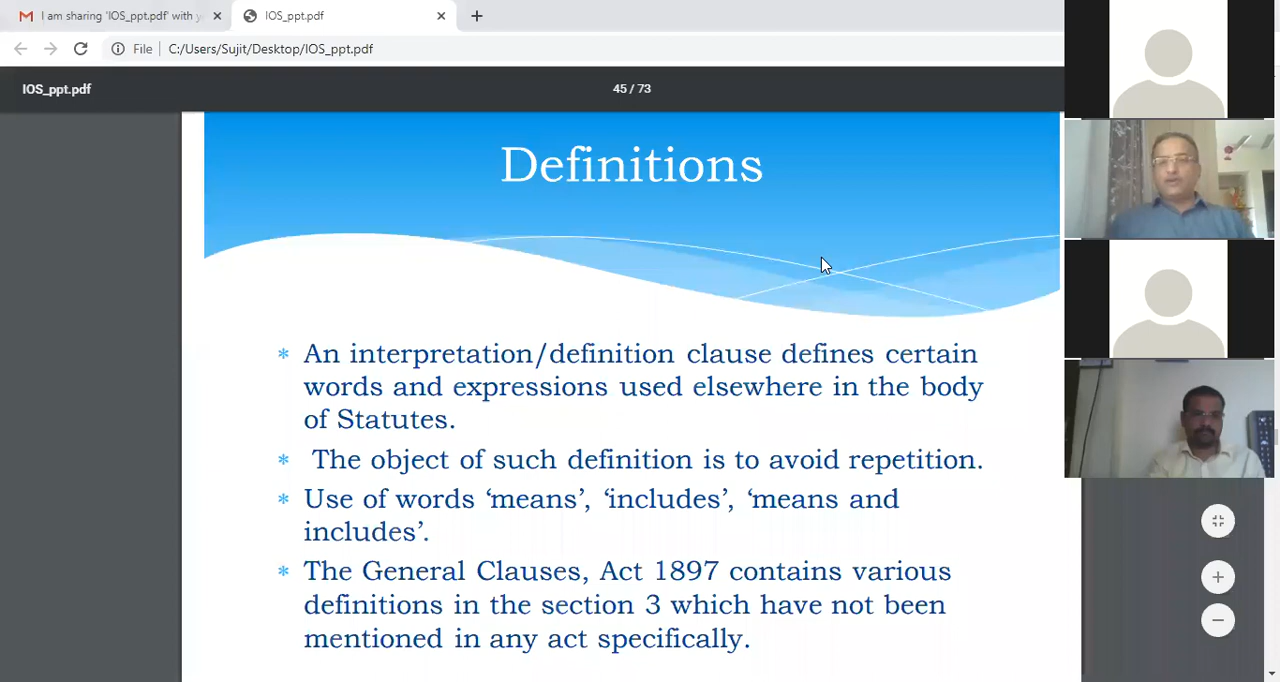 I am sharing 'IOS_ppt.pdf' with
IOS_ppt.pdf
File
C:/Users/Sujit/Desktop/IOS_ppt.pdf
IOS_ppt.pdf
45 / 73
Definitions
* An interpretation/definition clause defines certain
words and expressions used elsewhere in the body
of Statutes.
* The object of such definition is to avoid repetition.
* Use of words ‘means’, ‘includes’, ‘means and
includes’.
* The General Clauses, Act 1897 contains various
definitions in the section 3 which have not been
mentioned in any act specifically.